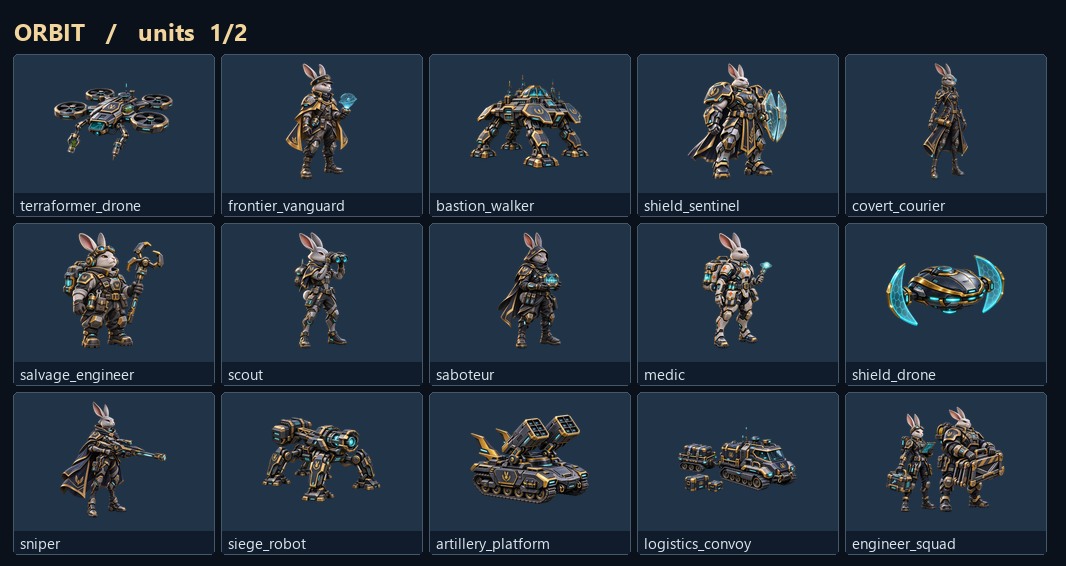 ORBIT / units 1/2
terraformer_drone
frontier_vanguard
bastion_walker
shield_sentinel
covert_courier
salvage_engineer
scout
saboteur
medic
shield_drone
sniper
siege_robot
artillery_platform
logistics_convoy
engineer_squad